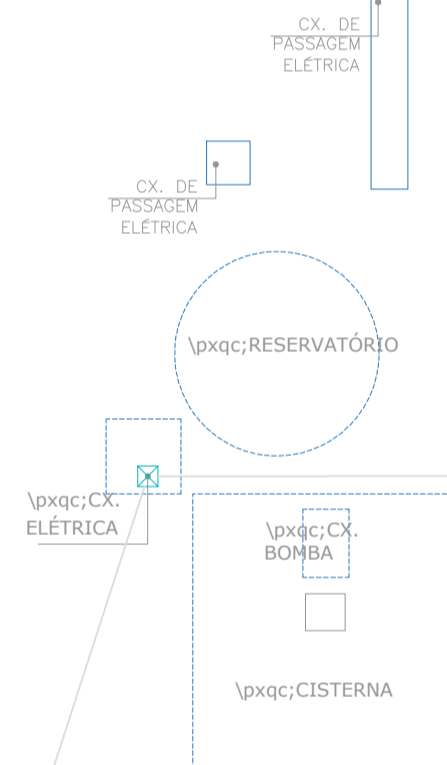 CX. DE
PASSAGEM
ELÉTRICA
CX. DE
PASSAGEM
ELÉTRICA
\pxqc;RESERVATÓRIO
\pxqc;CX.
ELÉTRICA
\pxqc;CX.
BOMBA
\pxqc;CISTERNA